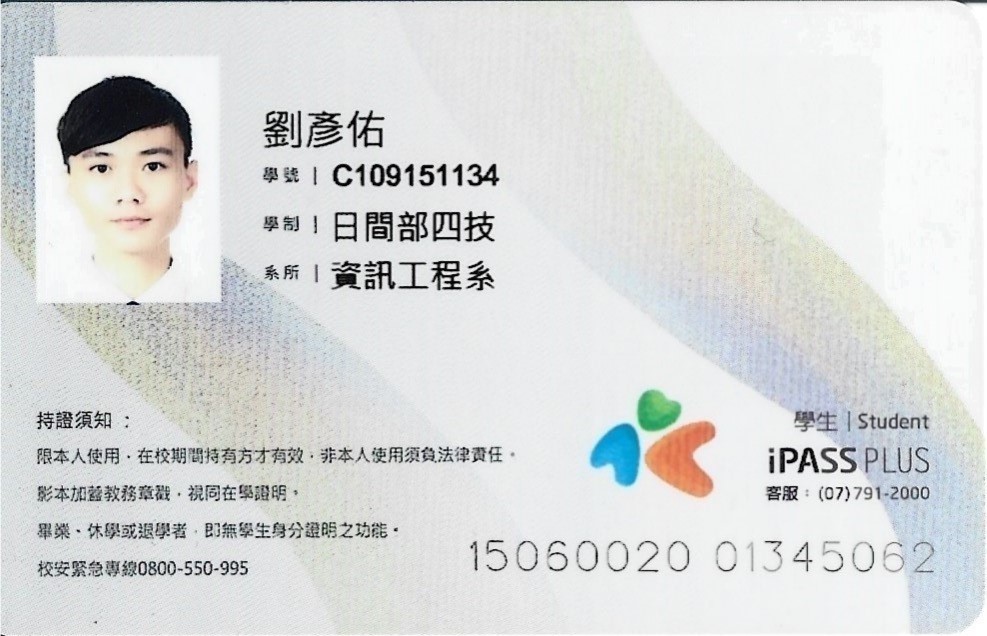 劉彥佑
學號 | C109151134
學制 | 日間部四技
系所 | 資訊工程系
持證須知：
限本人使用，在校期間持有方才有效，非本人使用須負法律責任。
影本加蓋教務章戳，視同在學證明。
畢業、休學或退學者，即無學生身分證明之功能。
校安緊急專線0800-550-995
學生 | Student
iPASS PLUS
客服：(07)791-2000
15060020 01345062